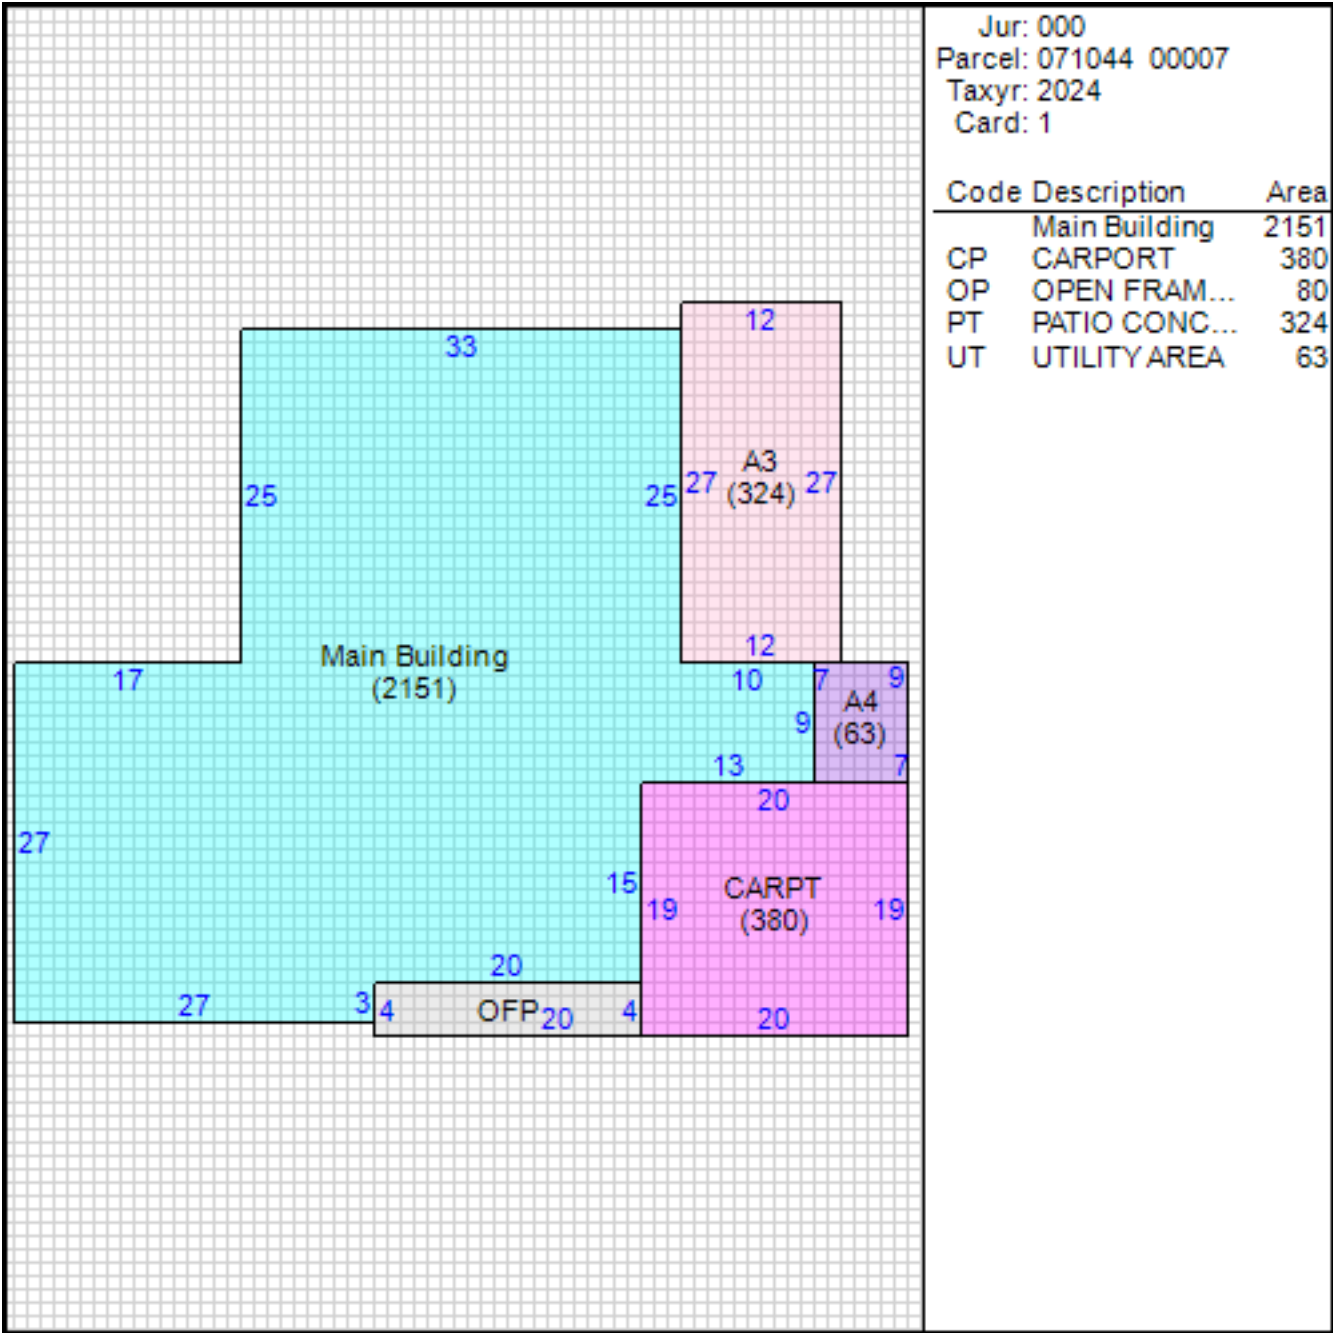 Jur: 000
Parcel: 071044 00007
Taxyr: 2024
Card: 1
Code Description Area
Main Building 2151
CP CARPORT 380
OP OPEN FRAM... 80
PT PATIO CONC... 324
UT UTILITY AREA 63
12
33
A3
(324)
27 27
25 25
12
Main Building
(2151)
17 10 7 9
A4
(63)
9
13 7
20
27
15
CARPT
(380)
19 19
20
27 3 4 OFP 20 4 20